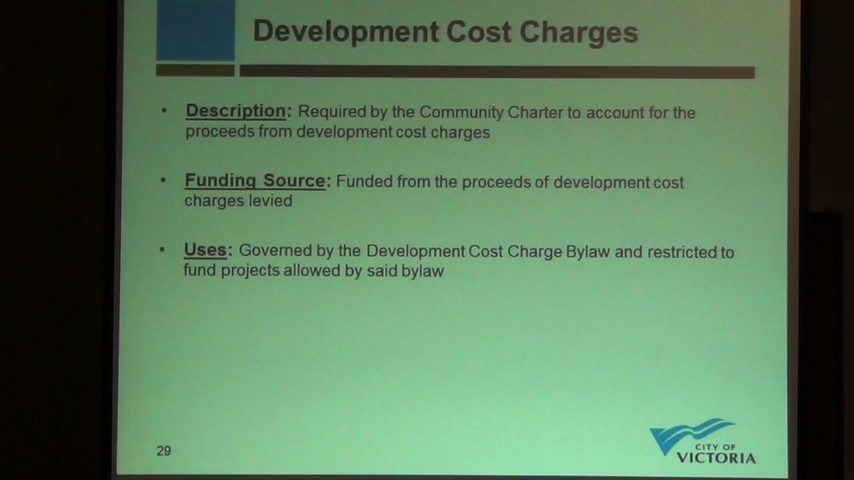 Development Cost Charges
• Description: Required by the Community Charter to account for the
proceeds from development cost charges
• Funding Source: Funded from the proceeds of development cost
charges levied
• Uses: Governed by the Development Cost Charge Bylaw and restricted to
fund projects allowed by said bylaw
29
CITY OF
VICTORIA